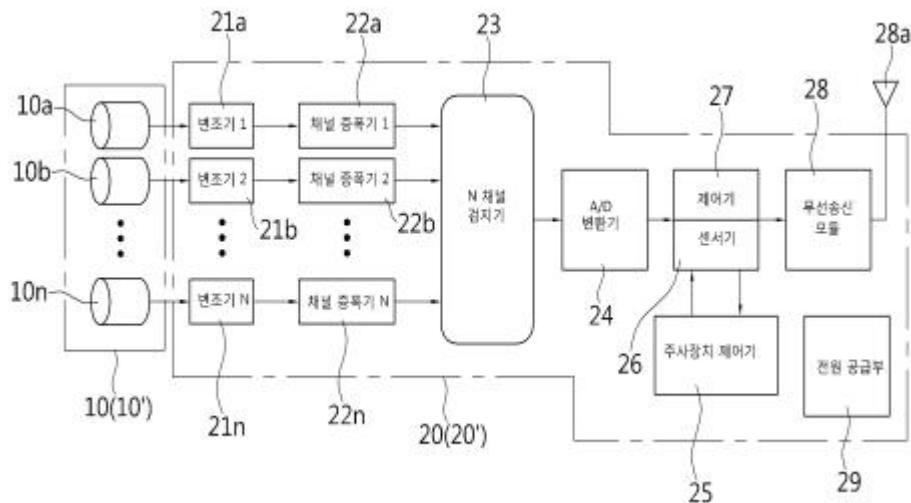 21a
22a
23
28a
10a
변조기 1
채널 증폭기 1
27
28
10b
변조기 2
채널 증폭기 2
N 채널
검지기
A/D
변환기
제어기
센서기
무선송신
모듈
21b
22b
10n
변조기 N
채널 증폭기 N
24
26
주사장치 제어기
전원 공급부
10(10')
21n
22n
20(20')
25
29